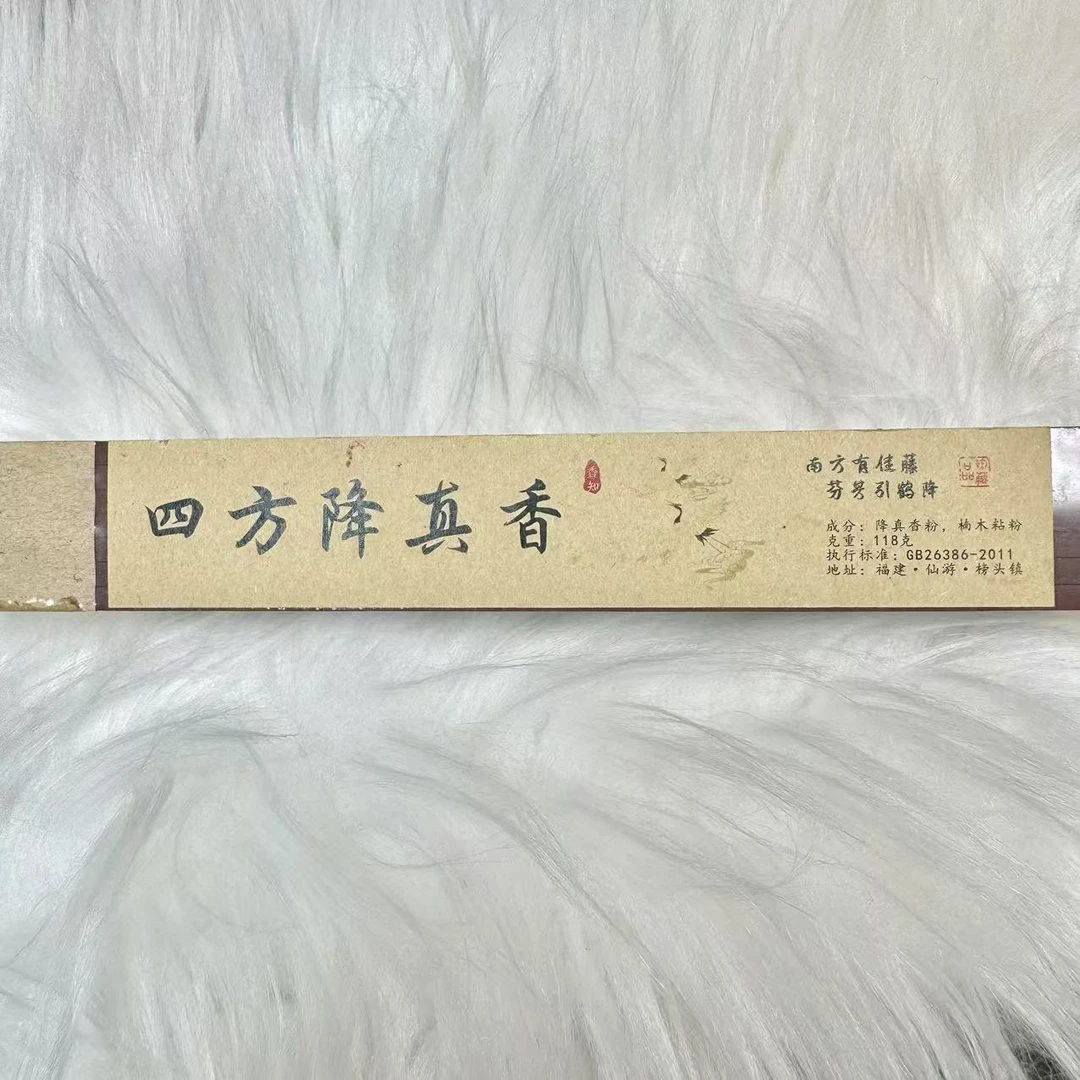 四方降真香
香知
南方有佳藤
芬芳引鹤降
成分：降真香粉，楠木粘粉
克重：118克
执行标准：GB26386-2011
地址：福建·仙游·榜头镇